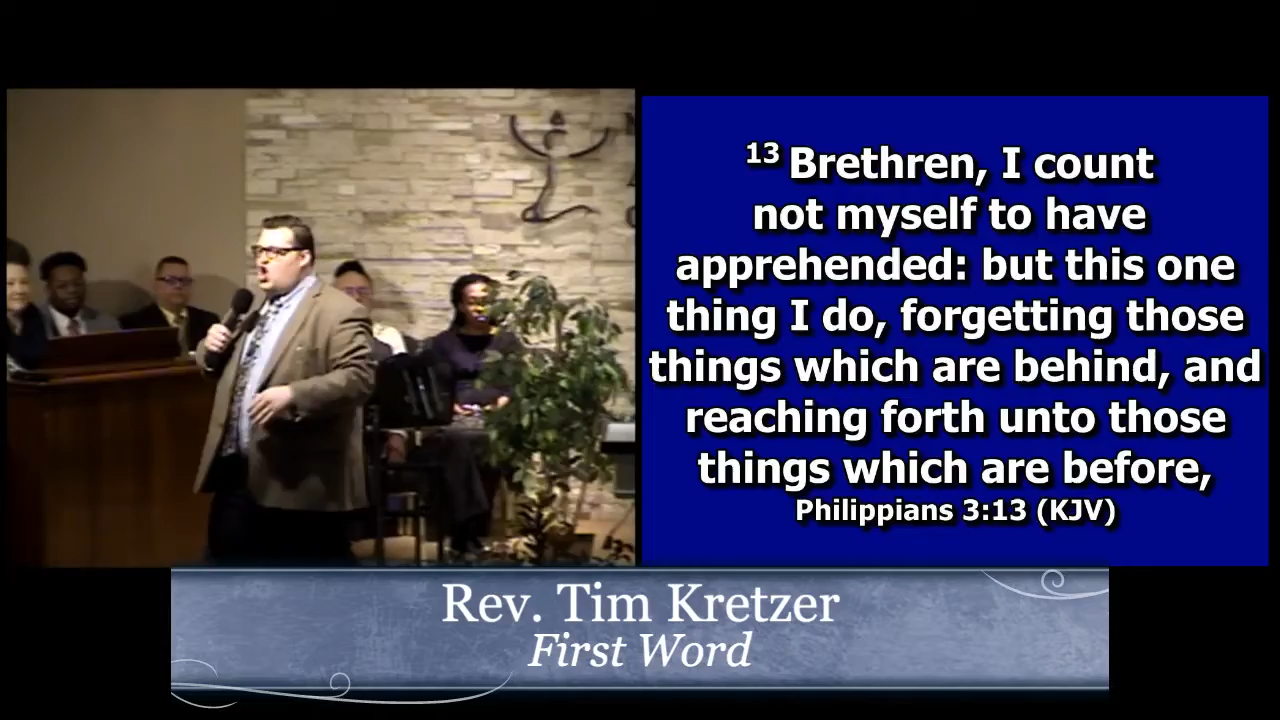 13 Brethren, I count
not myself to have
apprehended: but this one
thing I do, forgetting those
things which are behind, and
reaching forth unto those
things which are before,
Philippians 3:13 (KJV)
Rev. Tim Kretzer
First Word